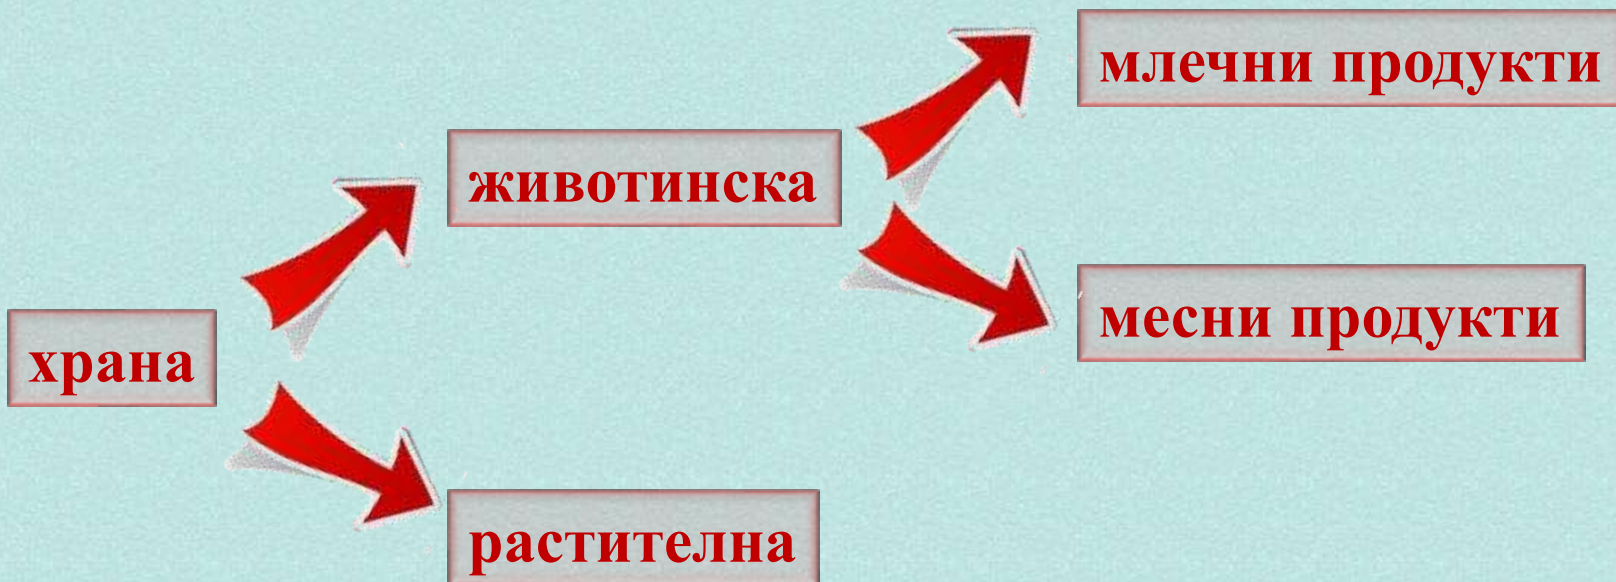 млечни продукти
животинска
месни продукти
храна
растителна